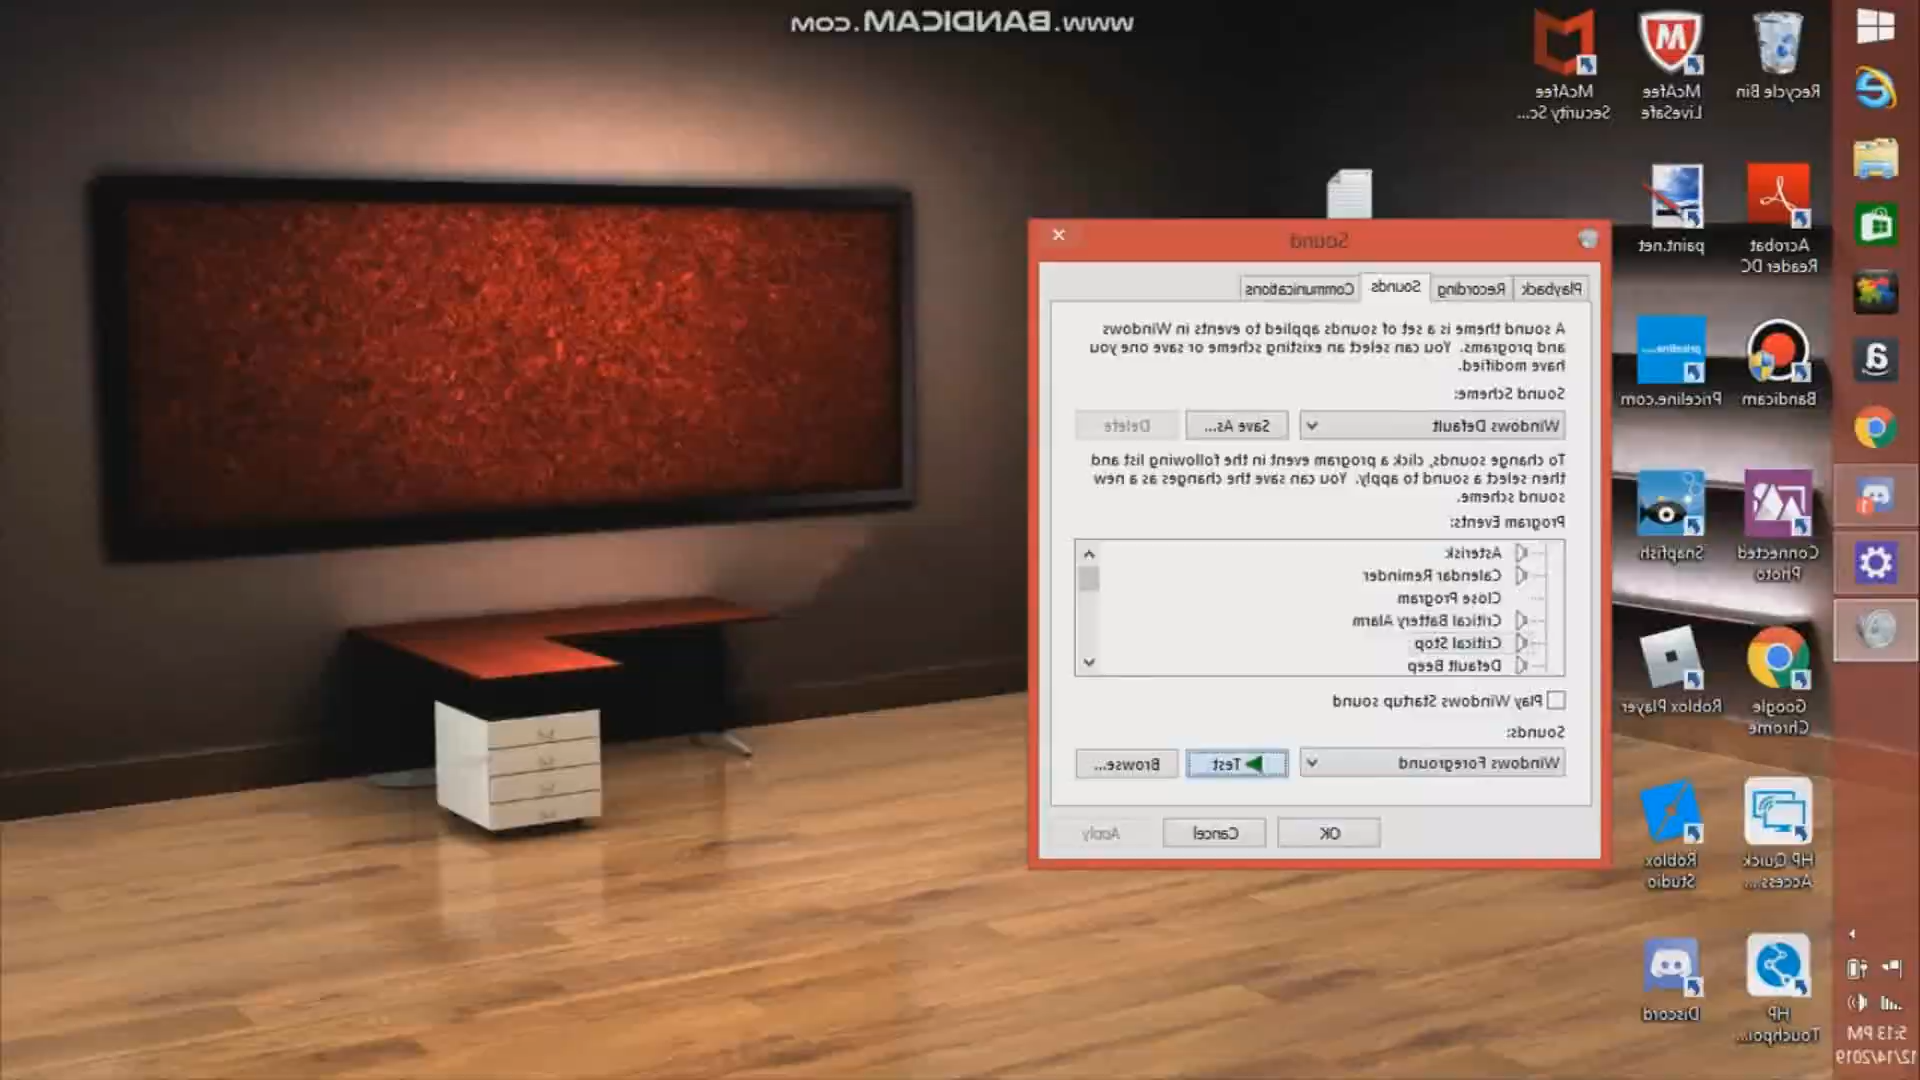 www.BANDICAM.com
Recycle Bin
McAfee
LiveSafe
McAfee
Security Sc...
Acrobat
Reader DC
paint.net
Bandicam
Priceline.com
Connected
Photo
Snapfish
Google
Chrome
Roblox Player
HP Quick
Access...
Roblox
Studio
HP
Touchpoi...
Discord
Sound
Playback
Recording
Sounds
Communications
A sound theme is a set of sounds applied to events in Windows
and programs. You can select an existing scheme or save one you
have modified.
Sound Scheme:
Windows Default
Save As...
Delete
To change sounds, click a program event in the following list and
then select a sound to apply. You can save the changes as a new
sound scheme.
Program Events:
Asterisk
Calendar Reminder
Close Program
Critical Battery Alarm
Critical Stop
Default Beep
Play Windows Startup sound
Sounds:
Windows Foreground
Test
Browse...
OK
Cancel
Apply
5:13 PM
12/14/2019